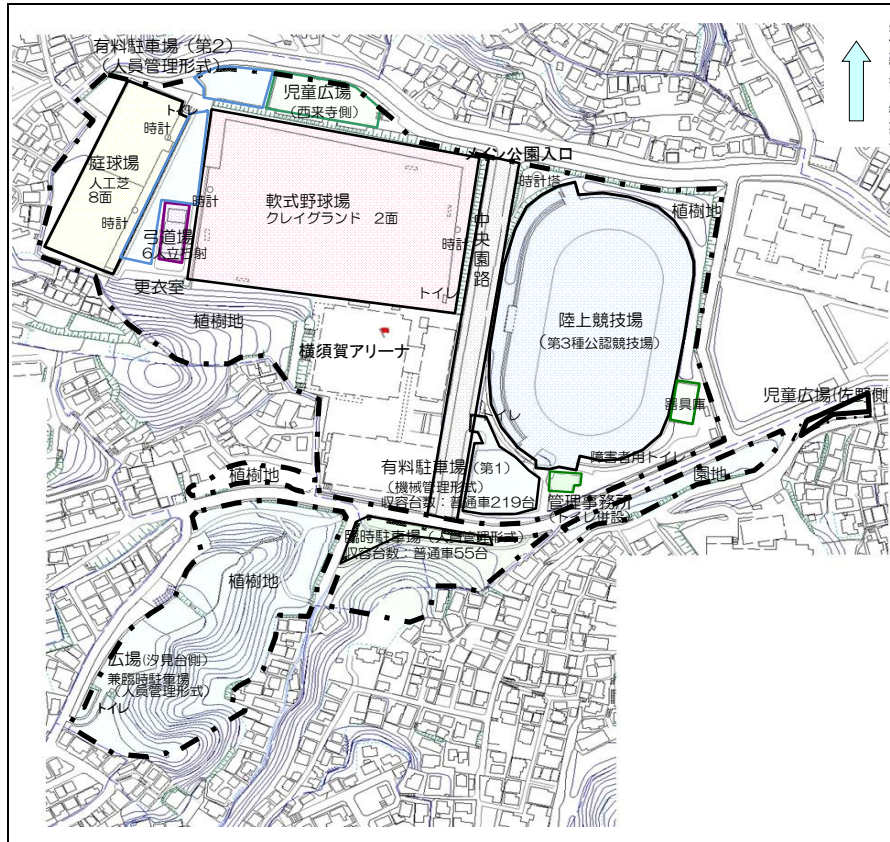 有料駐車場（第2）
（人員管理形式）
児童広場
（西来寺側）
トイレ
時計
メイン公園入口
庭球場
人工芝
8面
時計塔
軟式野球場
クレイグランド　2面
植樹地
時計
時計
中央園路
時計
弓道場
6人立ち射
更衣室
トイレ
植樹地
横須賀アリーナ
陸上競技場
（第3種公認競技場）
児童広場(佐野側
器具庫
トイレ
障害者用トイレ
有料駐車場（第1）
（機械管理形式）
収容台数：普通車219台
園地
植樹地
管理事務所
(トイレ併設)
臨時駐車場（人員管理形式）
収容台数：普通車55台
植樹地
広場(汐見台側)
兼臨時駐車場
（人員管理形式）
トイレ